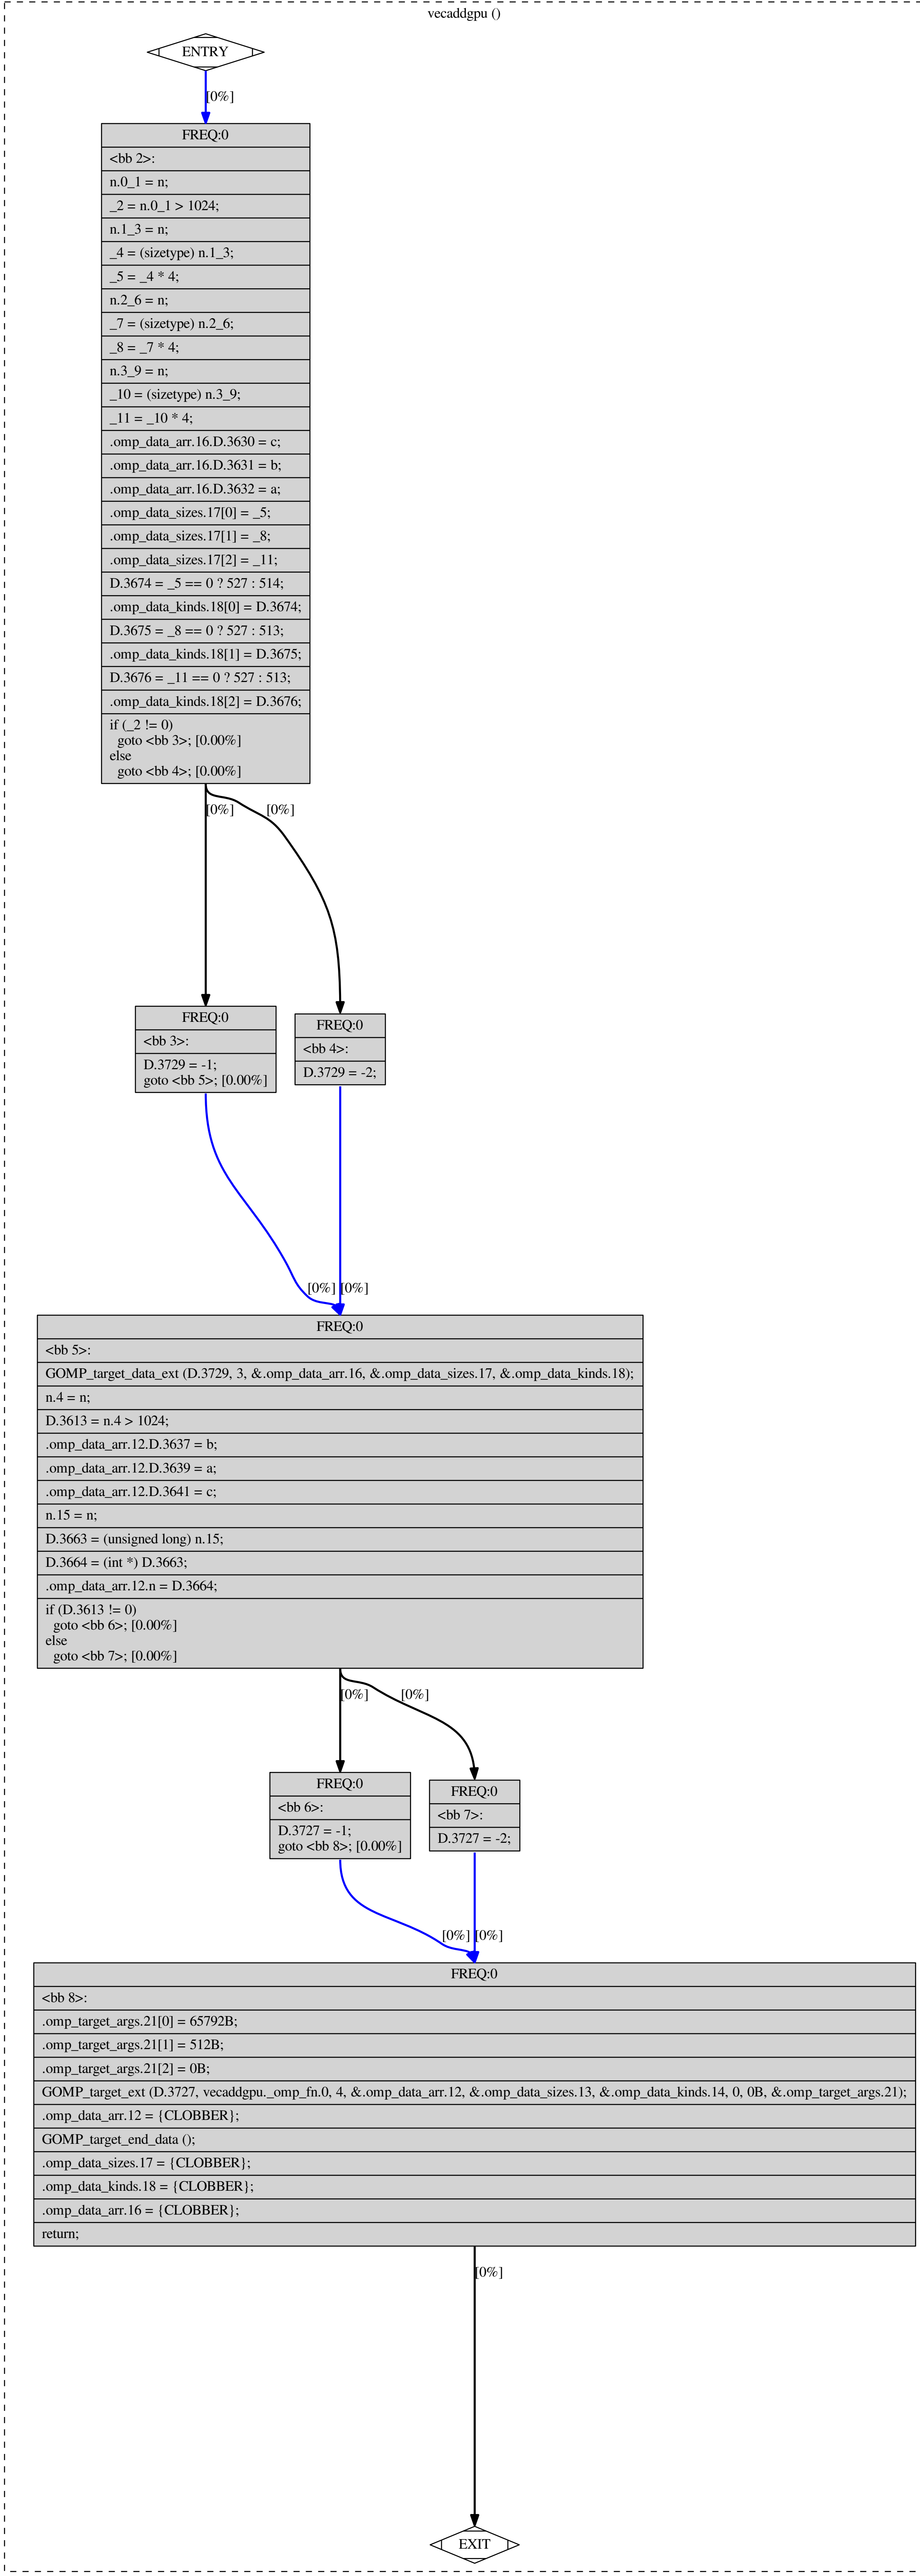 vecaddgpu ()
ENTRY
[0%]
FREQ:0
<bb 2>:
n.0_1 = n;
_2 = n.0_1 > 1024;
n.1_3 = n;
_4 = (sizetype) n.1_3;
_5 = _4 * 4;
n.2_6 = n;
_7 = (sizetype) n.2_6;
_8 = _7 * 4;
n.3_9 = n;
_10 = (sizetype) n.3_9;
_11 = _10 * 4;
.omp_data_arr.16.D.3630 = c;
.omp_data_arr.16.D.3631 = b;
.omp_data_arr.16.D.3632 = a;
.omp_data_sizes.17[0] = _5;
.omp_data_sizes.17[1] = _8;
.omp_data_sizes.17[2] = _11;
D.3674 = _5 == 0 ? 527 : 514;
.omp_data_kinds.18[0] = D.3674;
D.3675 = _8 == 0 ? 527 : 513;
.omp_data_kinds.18[1] = D.3675;
D.3676 = _11 == 0 ? 527 : 513;
.omp_data_kinds.18[2] = D.3676;
if (_2 != 0)
goto <bb 3>; [0.00%]
else
goto <bb 4>; [0.00%]
[0%] [0%]
FREQ:0
<bb 3>:
D.3729 = -1;
goto <bb 5>; [0.00%]
FREQ:0
<bb 4>:
D.3729 = -2;
[0%] [0%]
FREQ:0
<bb 5>:
GOMP_target_data_ext (D.3729, 3, &.omp_data_arr.16, &.omp_data_sizes.17, &.omp_data_kinds.18);
n.4 = n;
D.3613 = n.4 > 1024;
.omp_data_arr.12.D.3637 = b;
.omp_data_arr.12.D.3639 = a;
.omp_data_arr.12.D.3641 = c;
n.15 = n;
D.3663 = (unsigned long) n.15;
D.3664 = (int *) D.3663;
.omp_data_arr.12.n = D.3664;
if (D.3613 != 0)
goto <bb 6>; [0.00%]
else
goto <bb 7>; [0.00%]
[0%] [0%]
FREQ:0
<bb 6>:
D.3727 = -1;
goto <bb 8>; [0.00%]
FREQ:0
<bb 7>:
D.3727 = -2;
[0%] [0%]
FREQ:0
<bb 8>:
.omp_target_args.21[0] = 65792B;
.omp_target_args.21[1] = 512B;
.omp_target_args.21[2] = 0B;
GOMP_target_ext (D.3727, vecaddgpu._omp_fn.0, 4, &.omp_data_arr.12, &.omp_data_sizes.13, &.omp_data_kinds.14, 0, 0B, &.omp_target_args.21);
.omp_data_arr.12 = {CLOBBER};
GOMP_target_end_data ();
.omp_data_sizes.17 = {CLOBBER};
.omp_data_kinds.18 = {CLOBBER};
.omp_data_arr.16 = {CLOBBER};
return;
[0%]
EXIT